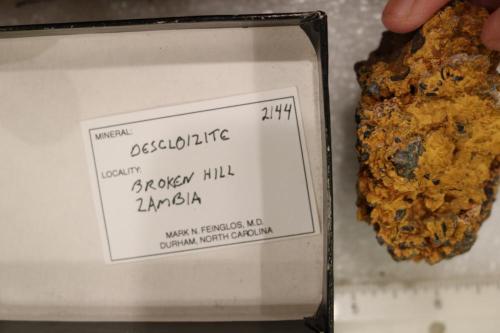 2144
MINERAL:
DESCLOIZITE
LOCALITY:
BROKEN HILL
ZAMBIA
MARK N. FEINGLOS, M.D.
DURHAM, NORTH CAROLINA